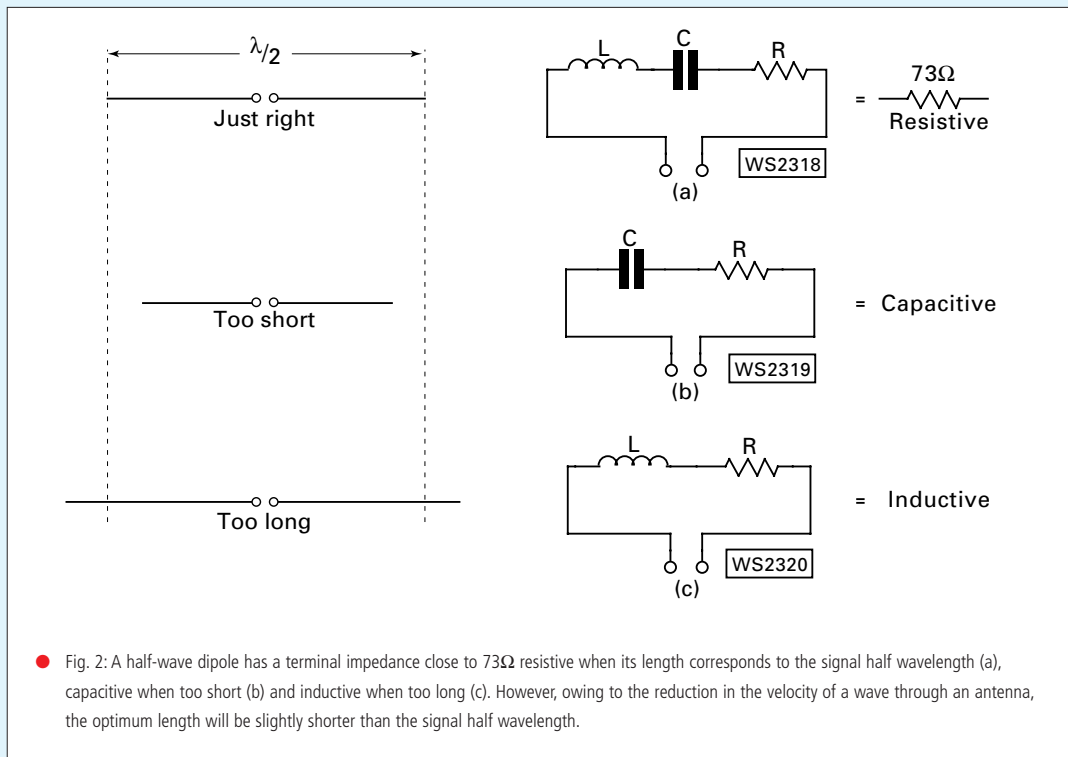 λ/2
Just right
L C R
73Ω
= Resistive
WS2318
(a)
Too short
C R
= Capacitive
WS2319
(b)
Too long
L R
= Inductive
WS2320
(c)
Fig. 2: A half-wave dipole has a terminal impedance close to 73Ω resistive when its length corresponds to the signal half wavelength (a),
capacitive when too short (b) and inductive when too long (c). However, owing to the reduction in the velocity of a wave through an antenna,
the optimum length will be slightly shorter than the signal half wavelength.